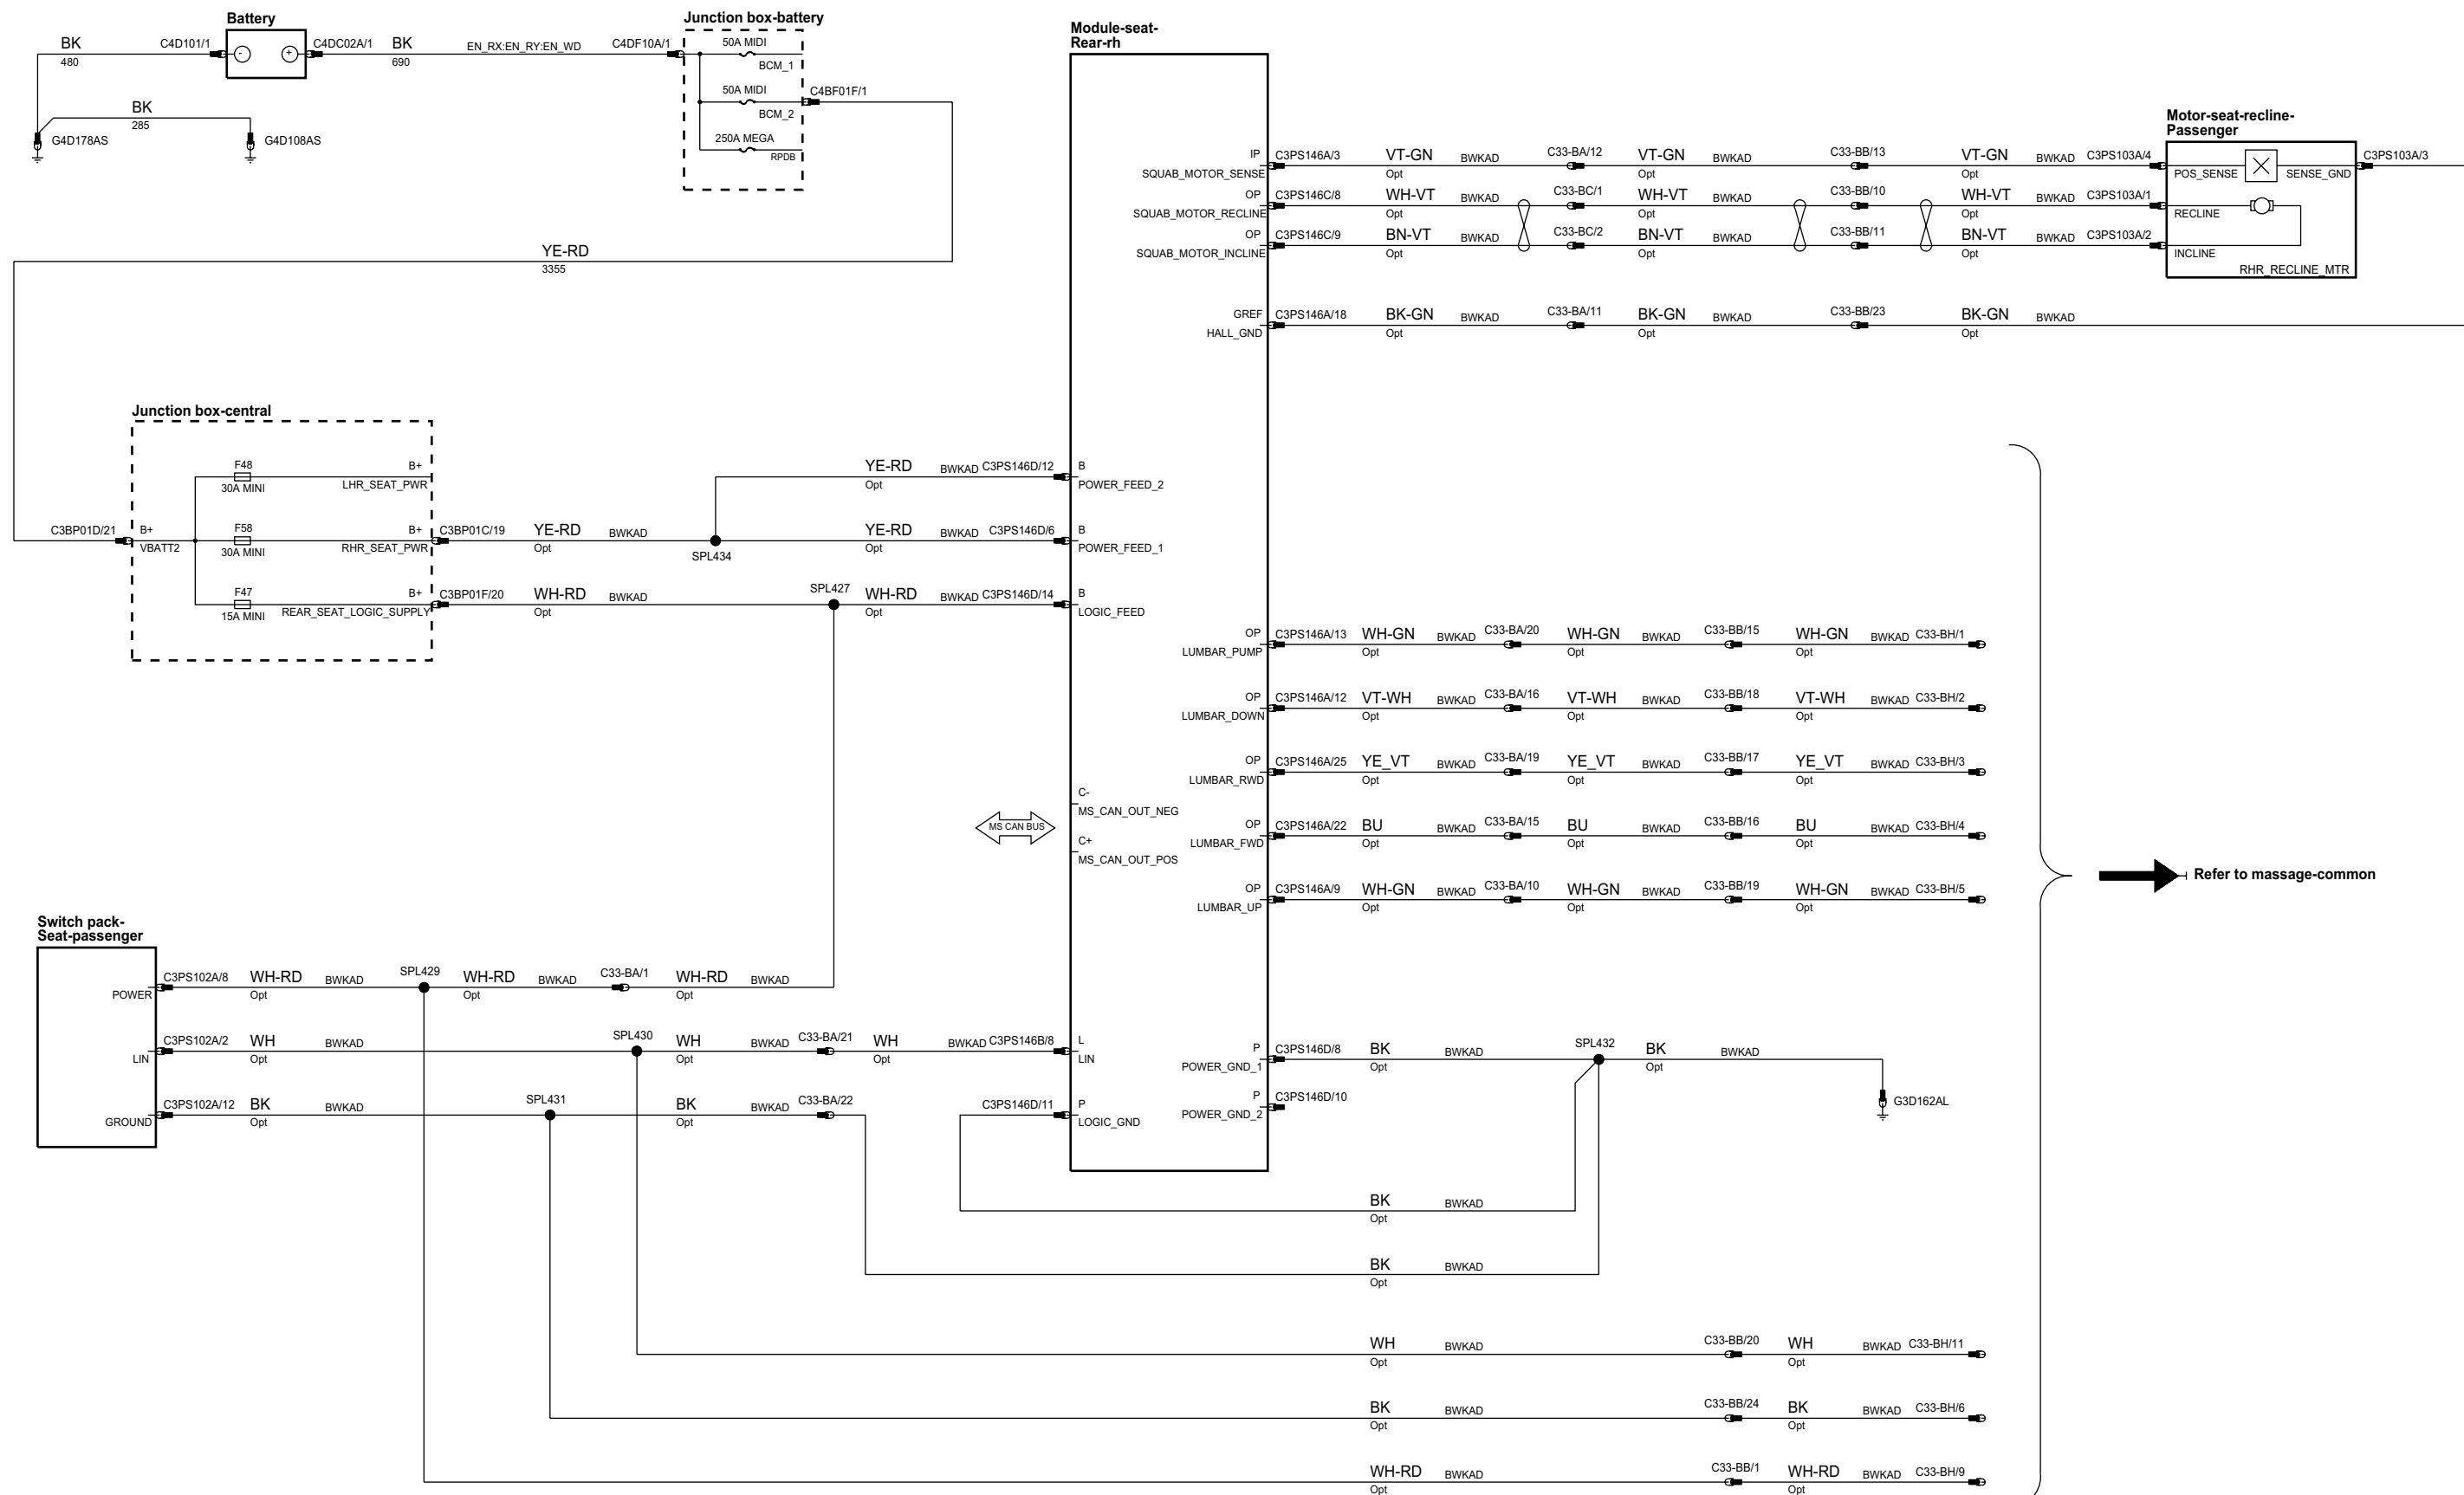 Battery
BK
480
C4D101/1
-
+
C4DC02A/1
BK
690
EN_RX:EN_RY:EN_WD
C4DF10A/1
BK
285
G4D178AS
G4D108AS
Junction box-battery
50A MIDI
BCM_1
50A MIDI
BCM_2
C4BF01F/1
250A MEGA
RPDB
YE-RD
3355
Module-seat-
Rear-rh
IP
SQUAB_MOTOR_SENSE
C3PS146A/3 VT-GN BWKAD C33-BA/12 VT-GN BWKAD C33-BB/13 VT-GN BWKAD C3PS103A/4
Opt Opt Opt
OP
SQUAB_MOTOR_RECLINE
C3PS146C/8 WH-VT BWKAD C33-BC/1 WH-VT BWKAD C33-BB/10 WH-VT BWKAD C3PS103A/1
Opt Opt Opt
OP
SQUAB_MOTOR_INCLINE
C3PS146C/9 BN-VT BWKAD C33-BC/2 BN-VT BWKAD C33-BB/11 BN-VT BWKAD C3PS103A/2
Opt Opt Opt
GREF
HALL_GND
C3PS146A/18 BK-GN BWKAD C33-BA/11 BK-GN BWKAD C33-BB/23 BK-GN BWKAD
Opt Opt Opt
Motor-seat-recline-
Passenger
POS_SENSE SENSE_GND
C3PS103A/3
RECLINE
INCLINE
RHR_RECLINE_MTR
Junction box-central
F48 B+
30A MINI LHR_SEAT_PWR
C3BP01D/21 B+
VBATT2
F58 B+
30A MINI RHR_SEAT_PWR
F47 B+
15A MINI REAR_SEAT_LOGIC_SUPPLY
YE-RD BWKAD C3PS146D/12 B
Opt POWER_FEED_2
C3BP01C/19 YE-RD BWKAD
Opt
SPL434
YE-RD BWKAD C3PS146D/6 B
Opt POWER_FEED_1
C3BP01F/20 WH-RD BWKAD
Opt
SPL427
WH-RD BWKAD C3PS146D/14 B
Opt LOGIC_FEED
OP
LUMBAR_PUMP
C3PS146A/13 WH-GN BWKAD C33-BA/20 WH-GN BWKAD C33-BB/15 WH-GN BWKAD C33-BH/1
Opt Opt Opt
OP
LUMBAR_DOWN
C3PS146A/12 VT-WH BWKAD C33-BA/16 VT-WH BWKAD C33-BB/18 VT-WH BWKAD C33-BH/2
Opt Opt Opt
OP
LUMBAR_RWD
C3PS146A/25 YE_VT BWKAD C33-BA/19 YE_VT BWKAD C33-BB/17 YE_VT BWKAD C33-BH/3
Opt Opt Opt
OP
LUMBAR_FWD
C3PS146A/22 BU BWKAD C33-BA/15 BU BWKAD C33-BB/16 BU BWKAD C33-BH/4
Opt Opt Opt
OP
LUMBAR_UP
C3PS146A/9 WH-GN BWKAD C33-BA/10 WH-GN BWKAD C33-BB/19 WH-GN BWKAD C33-BH/5
Opt Opt Opt
MS CAN BUS
C-
MS_CAN_OUT_NEG
C+
MS_CAN_OUT_POS
Refer to massage-common
Switch pack-
Seat-passenger
POWER
C3PS102A/8 WH-RD BWKAD SPL429 WH-RD BWKAD C33-BA/1 WH-RD BWKAD
Opt Opt Opt
LIN
C3PS102A/2 WH BWKAD SPL430 WH BWKAD C33-BA/21 WH BWKAD C3PS146B/8 L
Opt Opt Opt LIN
GROUND
C3PS102A/12 BK BWKAD SPL431 BK BWKAD C33-BA/22
Opt Opt
C3PS146D/11 P
LOGIC_GND
P
POWER_GND_1
C3PS146D/8 BK BWKAD SPL432 BK BWKAD
Opt Opt
P
POWER_GND_2
C3PS146D/10
G3D162AL
BK BWKAD
Opt
BK BWKAD
Opt
WH BWKAD C33-BB/20 WH BWKAD C33-BH/11
Opt Opt
BK BWKAD C33-BB/24 BK BWKAD C33-BH/6
Opt Opt
WH-RD BWKAD C33-BB/1 WH-RD BWKAD C33-BH/9
Opt Opt